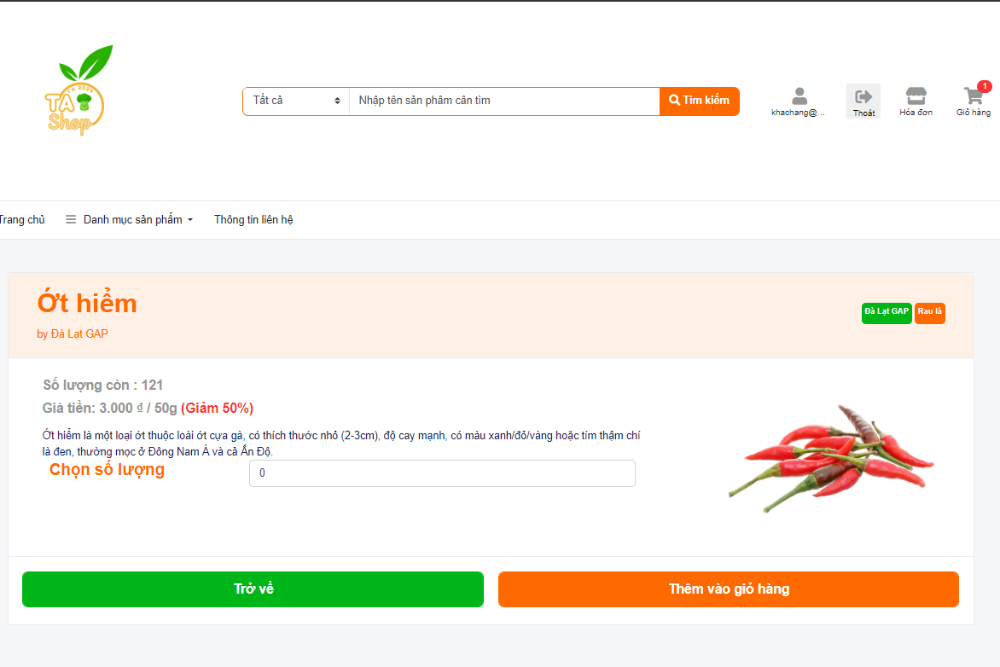 TA 2024
TA
Shop
Tất cả
Nhập tên sản phẩm cần tìm
Tìm kiếm
khachang@...
Thoát
Hóa đơn
1
Giỏ hàng
Trang chủ
Danh mục sản phẩm
Thông tin liên hệ
Ớt hiểm
by Đà Lạt GAP
Đà Lạt GAP
Rau lá
Số lượng còn : 121
Giá tiền: 3.000 ₫ / 50g (Giảm 50%)
Ớt hiểm là một loại ớt thuộc loài ớt cựa gà, có thích thước nhỏ (2-3cm), độ cay mạnh, có màu xanh/đỏ/vàng hoặc tím thậm chí
là đen, thường mọc ở Đông Nam Á và cả Ấn Độ.
Chọn số lượng
0
Trở về
Thêm vào giỏ hàng